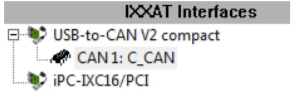 IXXAT Interfaces
USB-to-CAN V2 compact
CAN 1: C_CAN
iPC-IXC16/PCI